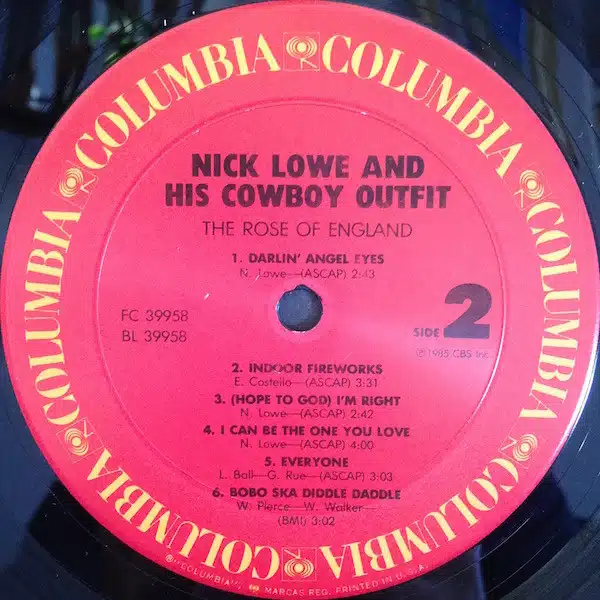 COLUMBIA COLUMBIA COLUMBIA COLUMBIA COLUMBIA COLUMBIA COLUMBIA COLUMBIA
NICK LOWE AND
HIS COWBOY OUTFIT
THE ROSE OF ENGLAND
1. DARLIN' ANGEL EYES
N. Lowe—(ASCAP) 2:43
FC 39958
BL 39958
SIDE 2
℗ 1985 CBS Inc.
2. INDOOR FIREWORKS
E. Costello—(ASCAP) 3:31
3. (HOPE TO GOD) I'M RIGHT
N. Lowe—(ASCAP) 2:42
4. I CAN BE THE ONE YOU LOVE
N. Lowe—(ASCAP) 4:00
5. EVERYONE
L. Ball—G. Rue—(ASCAP) 3:03
6. BOBO SKA DIDDLE DADDLE
W. Pierce—W. Walker—
(BMI) 3:02
®"COLUMBIA", MARCAS REG. PRINTED IN U.S.A.